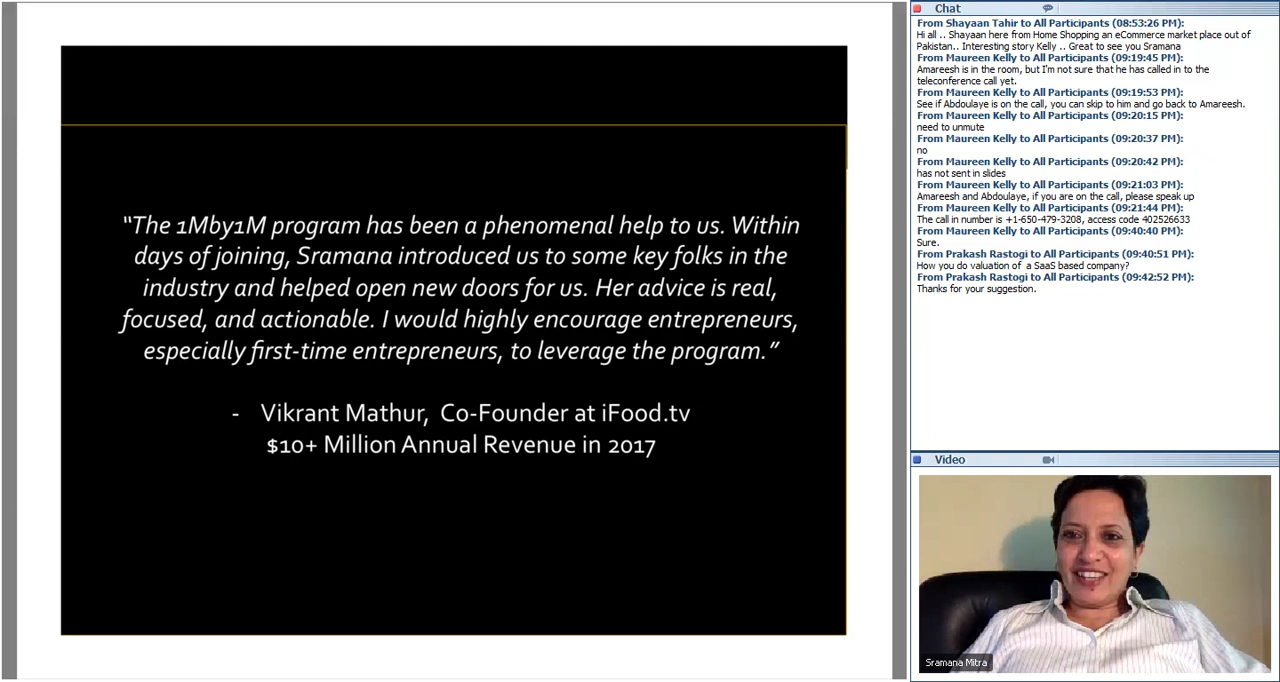 “The 1Mby1M program has been a phenomenal help to us. Within
days of joining, Sramana introduced us to some key folks in the
industry and helped open new doors for us. Her advice is real,
focused, and actionable. I would highly encourage entrepreneurs,
especially first-time entrepreneurs, to leverage the program.”
- Vikrant Mathur, Co-Founder at iFood.tv
$10+ Million Annual Revenue in 2017
Chat
From Shayaan Tahir to All Participants (08:53:26 PM):
Hi all .. Shayaan here from Home Shopping an eCommerce market place out of
Pakistan.. Interesting story Kelly .. Great to see you Sramana
From Maureen Kelly to All Participants (09:19:45 PM):
Amareesh is in the room, but I'm not sure that he has called in to the
teleconference call yet.
From Maureen Kelly to All Participants (09:19:53 PM):
See if Abdoulaye is on the call, you can skip to him and go back to Amareesh.
From Maureen Kelly to All Participants (09:20:15 PM):
need to unmute
From Maureen Kelly to All Participants (09:20:37 PM):
no
From Maureen Kelly to All Participants (09:20:42 PM):
has not sent in slides
From Maureen Kelly to All Participants (09:21:03 PM):
Amareesh and Abdoulaye, if you are on the call, please speak up
From Maureen Kelly to All Participants (09:21:44 PM):
The call in number is +1-650-479-3208, access code 402526633
From Maureen Kelly to All Participants (09:40:40 PM):
Sure.
From Prakash Rastogi to All Participants (09:40:51 PM):
How you do valuation of a SaaS based company?
From Prakash Rastogi to All Participants (09:42:52 PM):
Thanks for your suggestion.
Video
Sramana Mitra